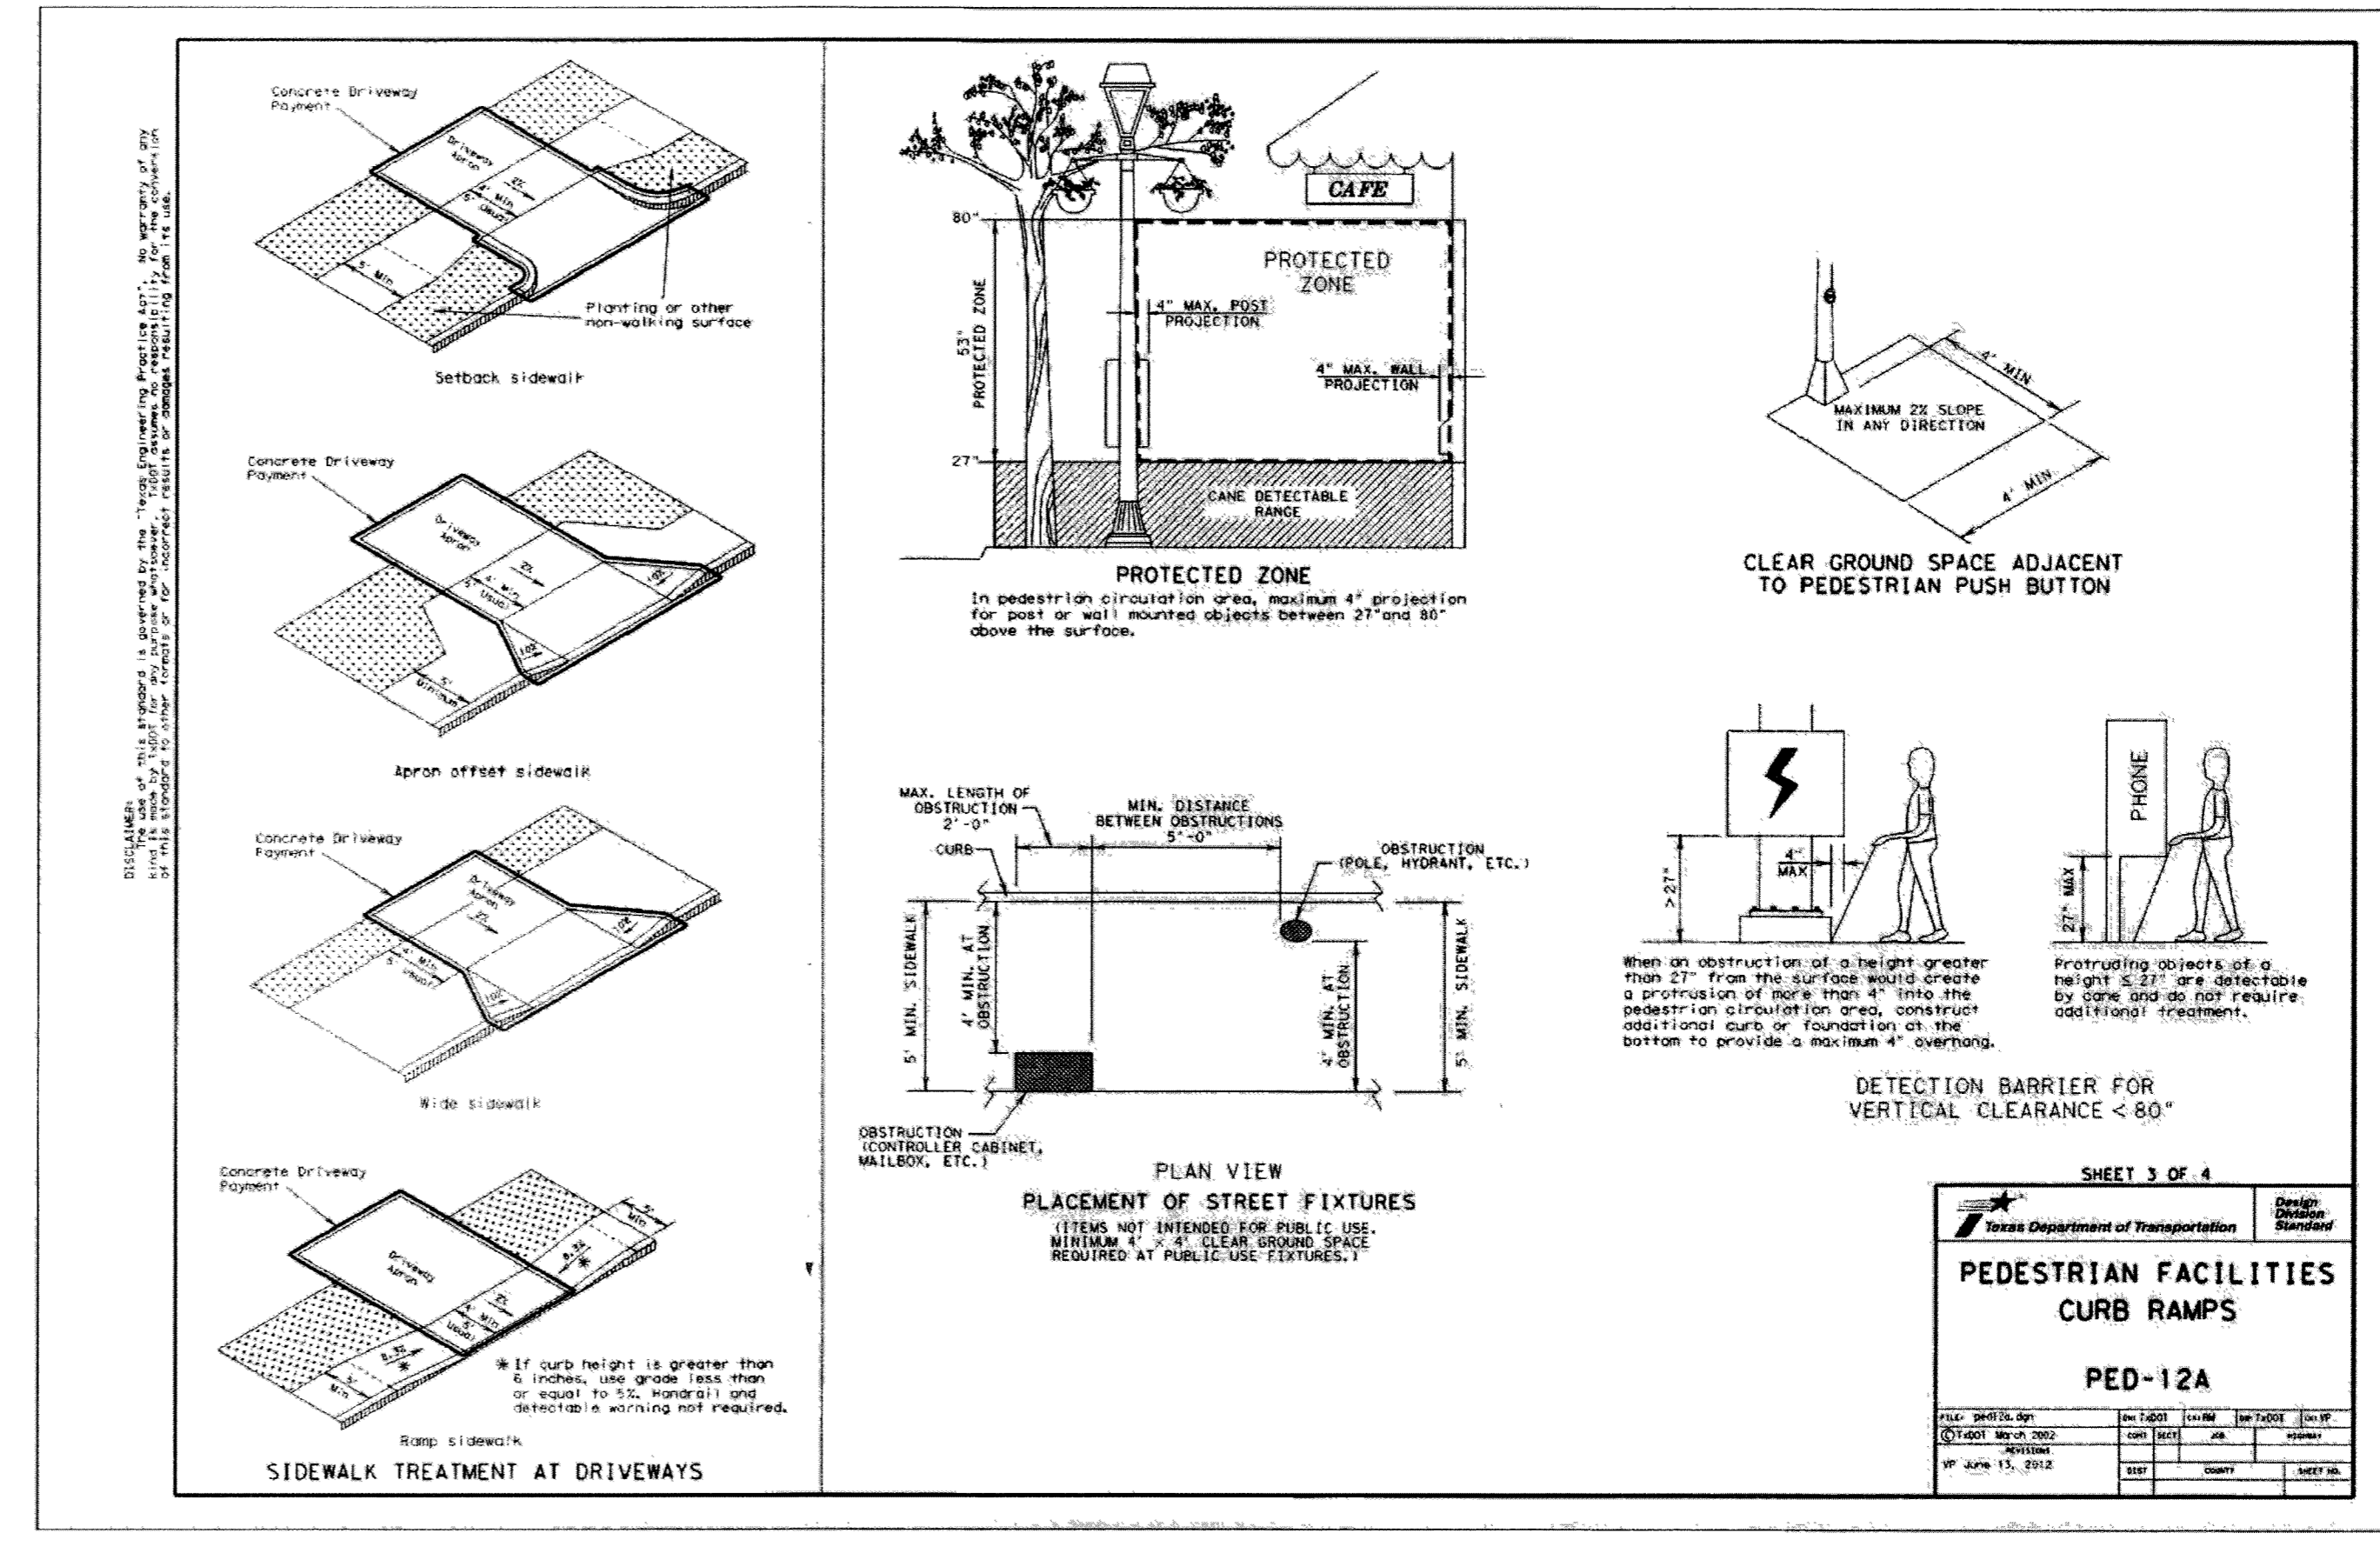 DISCLAIMER:
The use of this standard is governed by the "Texas Engineering Practice Act". No warranty of any
kind is made by TxDOT for any purpose whatsoever. TxDOT assumes no responsibility for the conversion
of this standard to other formats or for incorrect results or damages resulting from its use.
Concrete Driveway
Payment
Driveway
Apron
2%
4' Min
5' Usual
5' Min
Planting or other
non-walking surface
Setback sidewalk
Concrete Driveway
Payment
Driveway
Apron
2%
4' Min
5' Usual
10%
10%
5'
Minimum
Apron offset sidewalk
Concrete Driveway
Payment
Driveway
Apron
2%
4' Min
5' Usual
10%
10%
Wide sidewalk
Concrete Driveway
Payment
Driveway
Apron
5'
Min
8.3%
*
2%
4' Min
5' Usual
8.3%
*
5'
Min
* If curb height is greater than
6 inches, use grade less than
or equal to 5%. Handrail and
detectable warning not required.
Ramp sidewalk
SIDEWALK TREATMENT AT DRIVEWAYS
CAFE
80"
PROTECTED
ZONE
53"
PROTECTED ZONE
4" MAX. POST
PROJECTION
4" MAX. WALL
PROJECTION
27"
CANE DETECTABLE
RANGE
PROTECTED ZONE
In pedestrian circulation area, maximum 4" projection
for post or wall mounted objects between 27"and 80"
above the surface.
4' MIN
MAXIMUM 2% SLOPE
IN ANY DIRECTION
4' MIN
CLEAR GROUND SPACE ADJACENT
TO PEDESTRIAN PUSH BUTTON
MAX. LENGTH OF
OBSTRUCTION
2'-0"
MIN. DISTANCE
BETWEEN OBSTRUCTIONS
5'-0"
CURB
OBSTRUCTION
(POLE, HYDRANT, ETC.)
5' MIN. SIDEWALK
4' MIN. AT
OBSTRUCTION
4' MIN. AT
OBSTRUCTION
5' MIN. SIDEWALK
OBSTRUCTION
(CONTROLLER CABINET,
MAILBOX, ETC.)
PLAN VIEW
PLACEMENT OF STREET FIXTURES
(ITEMS NOT INTENDED FOR PUBLIC USE.
MINIMUM 4' x 4' CLEAR GROUND SPACE
REQUIRED AT PUBLIC USE FIXTURES.)
>27"
4"
MAX
PHONE
27" MAX
When an obstruction of a height greater
than 27" from the surface would create
a protrusion of more than 4" into the
pedestrian circulation area, construct
additional curb or foundation at the
bottom to provide a maximum 4" overhang.
Protruding objects of a
height ≤ 27" are detectable
by cane and do not require
additional treatment.
DETECTION BARRIER FOR
VERTICAL CLEARANCE < 80"
SHEET 3 OF 4
Texas Department of Transportation
Design
Division
Standard
PEDESTRIAN FACILITIES
CURB RAMPS
PED-12A
FILE: ped12a.dgn
DN: TxDOT
CK: RM
DW: TxDOT
CK: VP
© TxDOT March 2002
CONT
SECT
JOB
HIGHWAY
REVISIONS
VP June 13, 2012
DIST
COUNTY
SHEET NO.